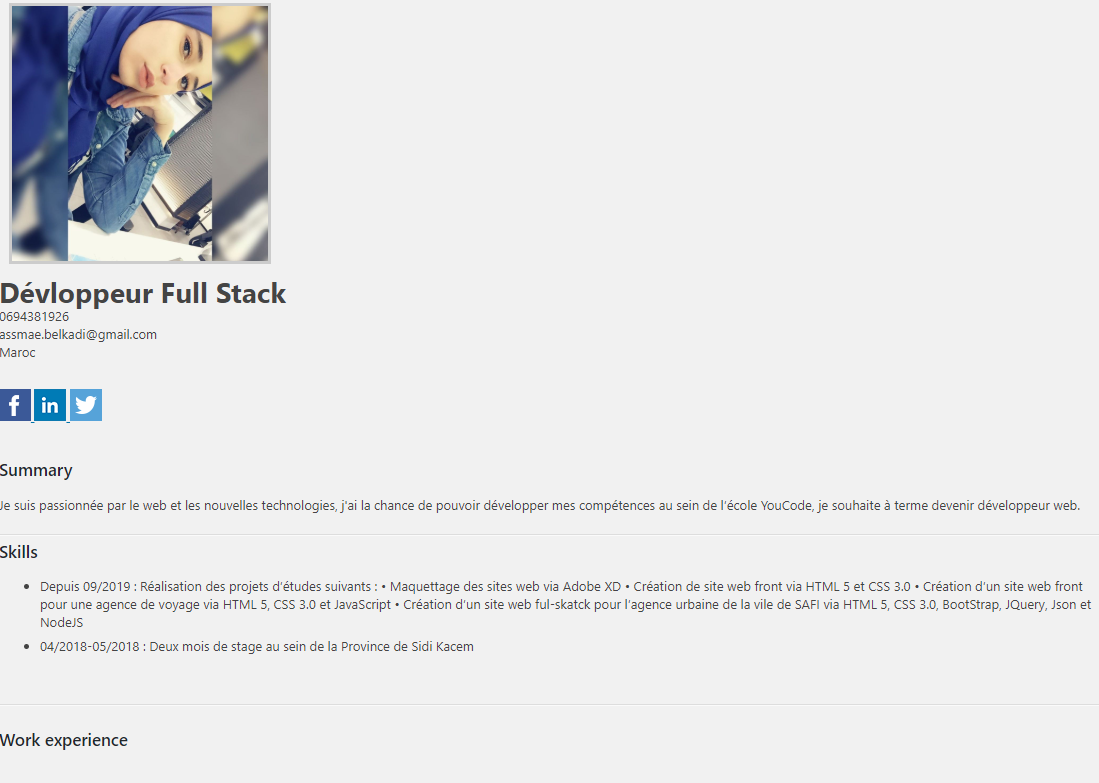 Dévloppeur Full Stack
0694381926
assmae.belkadi@gmail.com
Maroc
f in
Summary
Je suis passionnée par le web et les nouvelles technologies, j'ai la chance de pouvoir développer mes compétences au sein de l'école YouCode, je souhaite à terme devenir développeur web.
Skills
• Depuis 09/2019 : Réalisation des projets d'études suivants : • Maquettage des sites web via Adobe XD • Création de site web front via HTML 5 et CSS 3.0 • Création d'un site web front
pour une agence de voyage via HTML 5, CSS 3.0 et JavaScript • Création d'un site web ful-skatck pour l'agence urbaine de la vile de SAFI via HTML 5, CSS 3.0, BootStrap, JQuery, Json et
NodeJS
• 04/2018-05/2018 : Deux mois de stage au sein de la Province de Sidi Kacem
Work experience